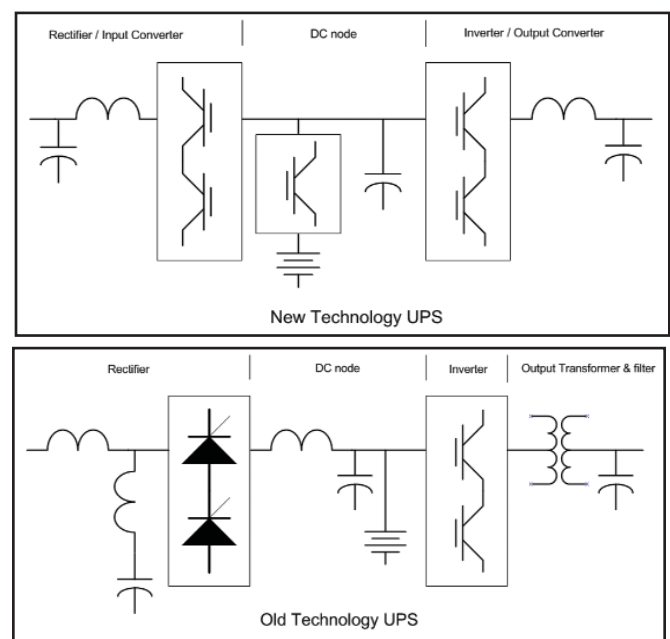 Rectifier / Input Converter
DC node
Inverter / Output Converter
New Technology UPS
Rectifier
DC node
Inverter
Output Transformer & filter
Old Technology UPS